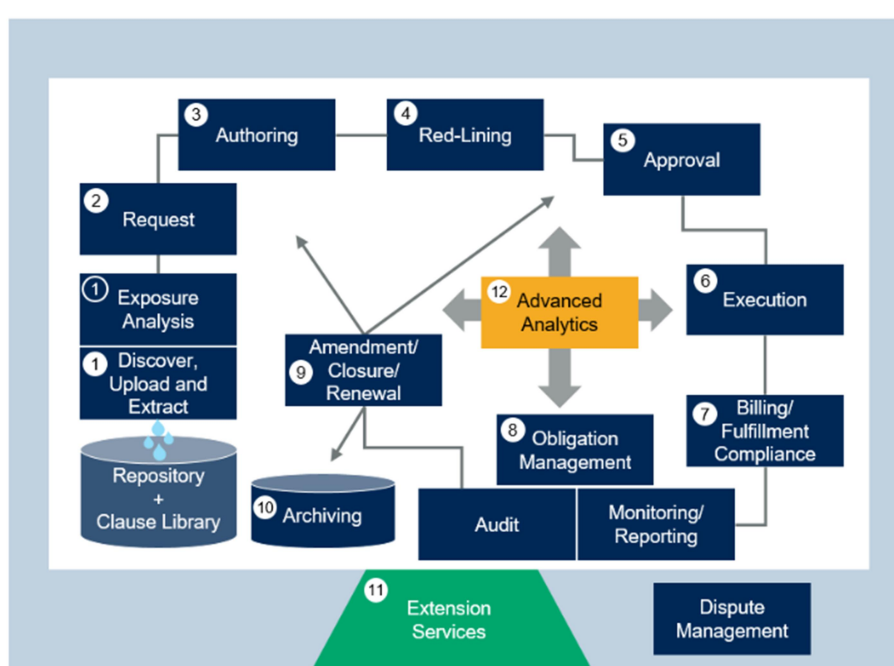 3
Authoring
4
Red-Lining
5
Approval
2
Request
1
Exposure
Analysis
12
Advanced
Analytics
6
Execution
1
Discover,
Upload and
Extract
9
Amendment/
Closure/
Renewal
7
Billing/
Fulfillment
Compliance
8
Obligation
Management
Repository
+
Clause Library
10
Archiving
Audit
Monitoring/
Reporting
11
Extension
Services
Dispute
Management